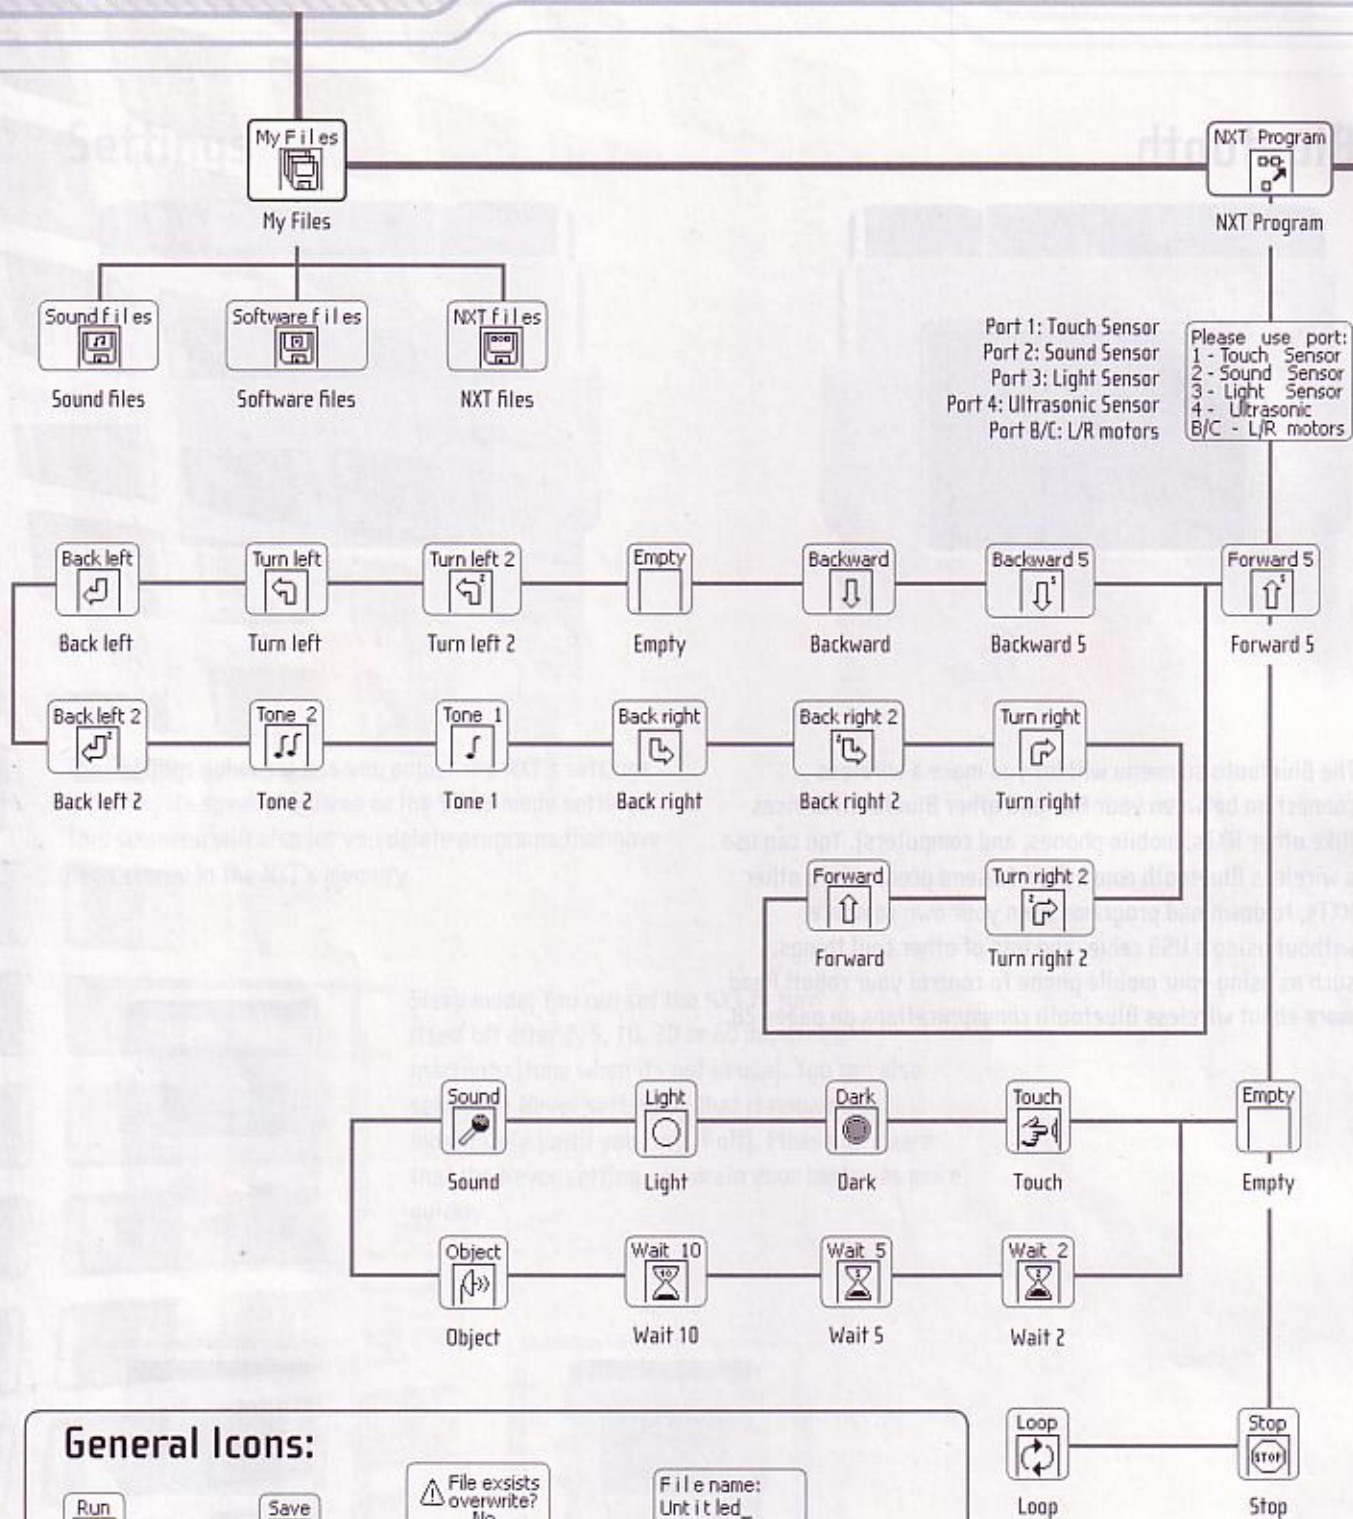 My Files
NXT Program
My Files
NXT Program
Sound files
Software files
NXT files
Sound files
Software files
NXT files
Port 1: Touch Sensor
Port 2: Sound Sensor
Port 3: Light Sensor
Port 4: Ultrasonic Sensor
Port B/C: L/R motors
Please use port:
1 - Touch Sensor
2 - Sound Sensor
3 - Light Sensor
4 - Ultrasonic
B/C - L/R motors
Back left
Turn left
Turn left 2
Empty
Backward
Backward 5
Forward 5
Back left
Turn left
Turn left 2
Empty
Backward
Backward 5
Forward 5
Back left 2
Tone 2
Tone 1
Back right
Back right 2
Turn right
Back left 2
Tone 2
Tone 1
Back right
Back right 2
Turn right
Forward
Turn right 2
Forward
Turn right 2
Sound
Light
Dark
Touch
Empty
Sound
Light
Dark
Touch
Empty
Object
Wait 10
Wait 5
Wait 2
Object
Wait 10
Wait 5
Wait 2
General Icons:
Loop
Stop
STOP
Loop
Stop
Run
Save
File exsists
overwrite?
No
File name:
Untitled_